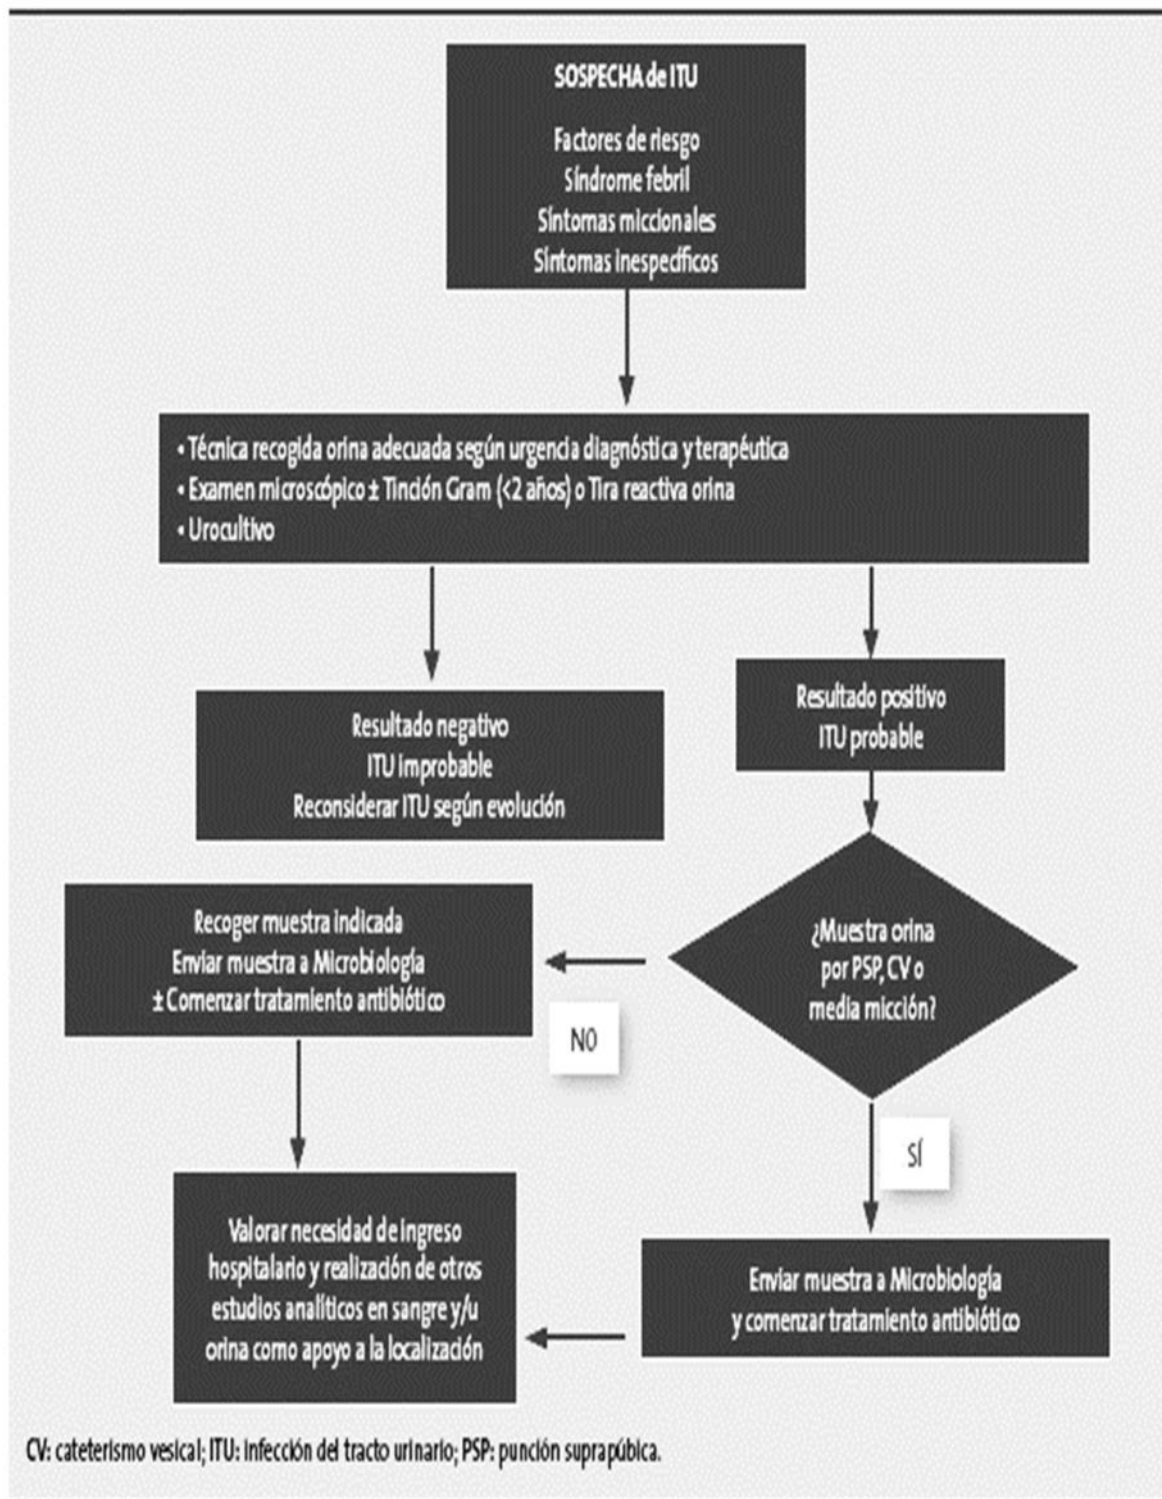 SOSPECHA de ITU
Factores de riesgo
Síndrome febril
Síntomas miccionales
Síntomas inespecíficos
• Técnica recogida orina adecuada según urgencia diagnóstica y terapéutica
• Examen microscópico ± Tinción Gram (<2 años) o Tira reactiva orina
• Urocultivo
Resultado negativo
ITU improbable
Reconsiderar ITU según evolución
Resultado positivo
ITU probable
¿Muestra orina
por PSP, CV o
media micción?
NO
Recoger muestra indicada
Enviar muestra a Microbiología
± Comenzar tratamiento antibiótico
SÍ
Enviar muestra a Microbiología
y comenzar tratamiento antibiótico
Valorar necesidad de ingreso
hospitalario y realización de otros
estudios analíticos en sangre y/u
orina como apoyo a la localización
CV: cateterismo vesical; ITU: infección del tracto urinario; PSP: punción suprapúbica.